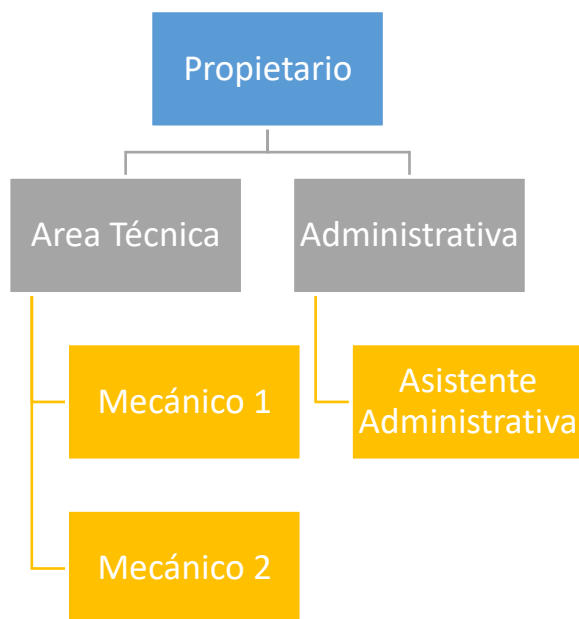 Propietario
Area Técnica
Administrativa
Mecánico 1
Asistente
Administrativa
Mecánico 2